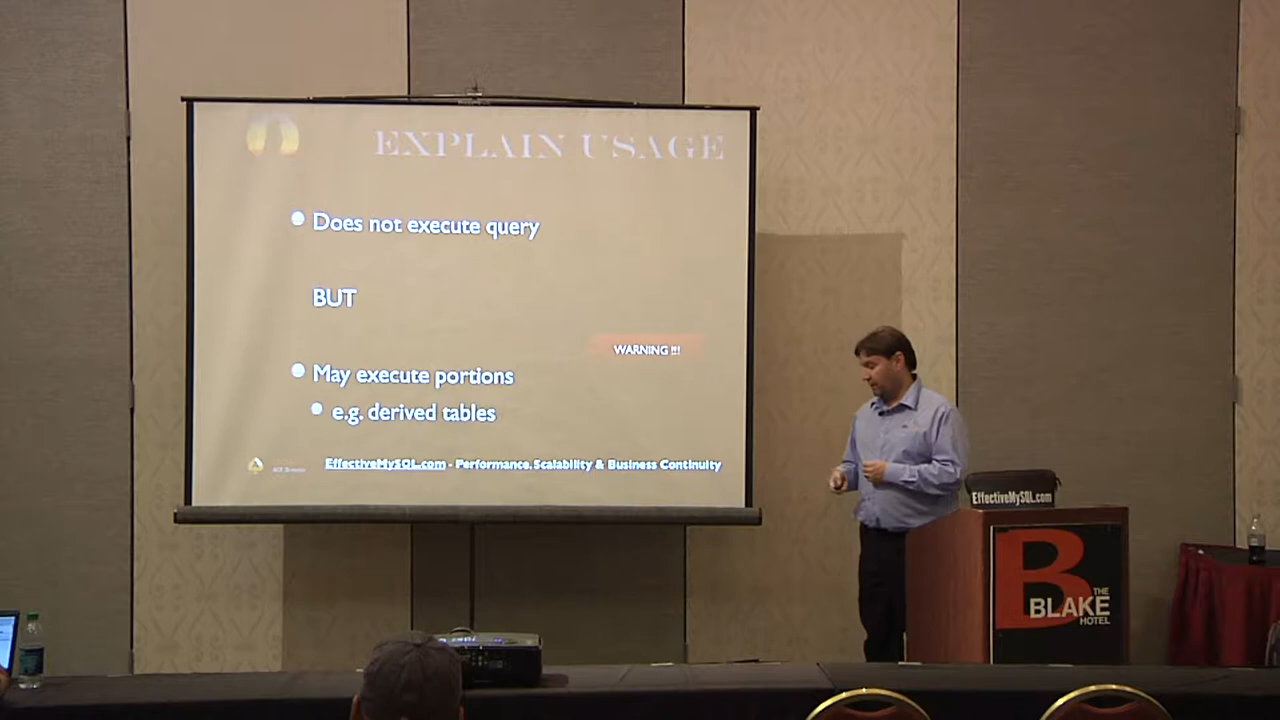 EXPLAIN USAGE
Does not execute query
BUT
WARNING !!!
May execute portions
e.g. derived tables
EffectiveMySQL.com - Performance, Scalability & Business Continuity
EffectiveMySQL.com
B
THE
BLAKE
HOTEL